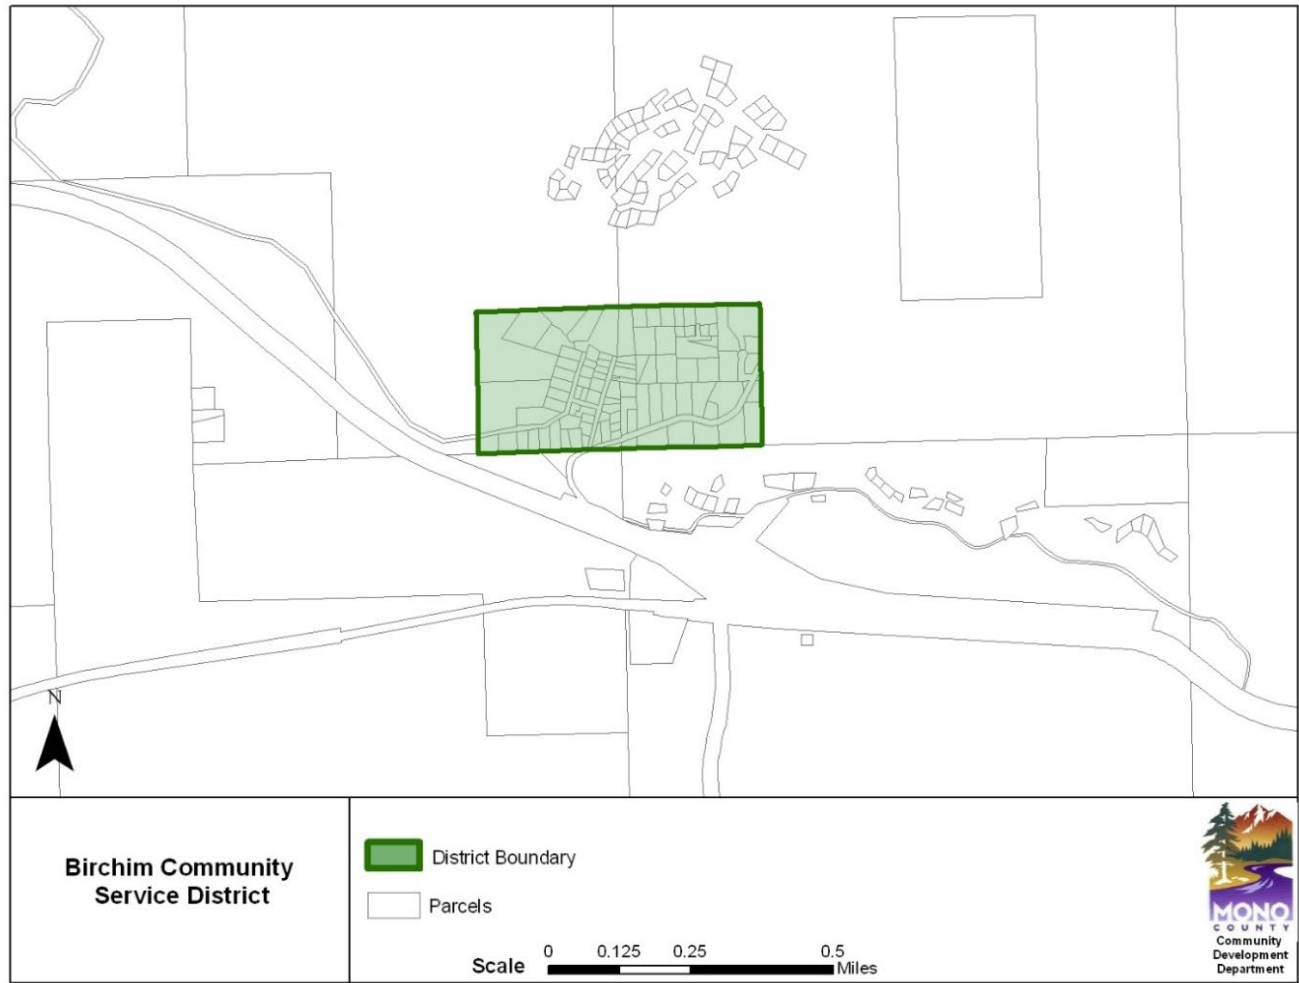 N
Birchim Community
Service District
District Boundary
Parcels
Scale 0 0.125 0.25 0.5 Miles
MONO
COUNTY
Community
Development
Department